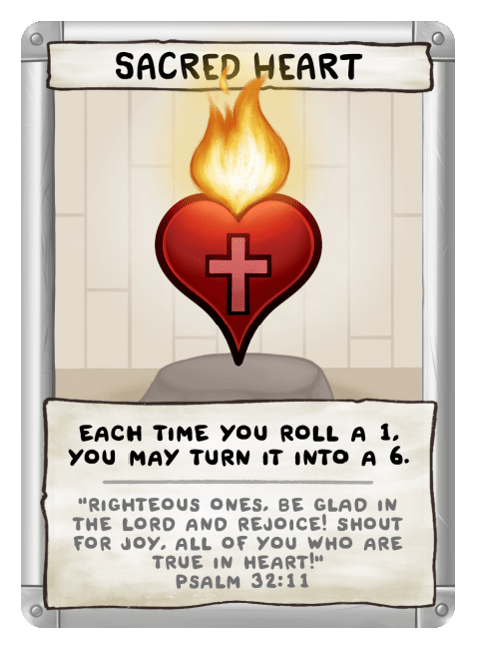 SACRED HEART
EACH TIME YOU ROLL A 1,
YOU MAY TURN IT INTO A 6.
"RIGHTEOUS ONES, BE GLAD IN
THE LORD AND REJOICE! SHOUT
FOR JOY, ALL OF YOU WHO ARE
TRUE IN HEART!"
PSALM 32:11